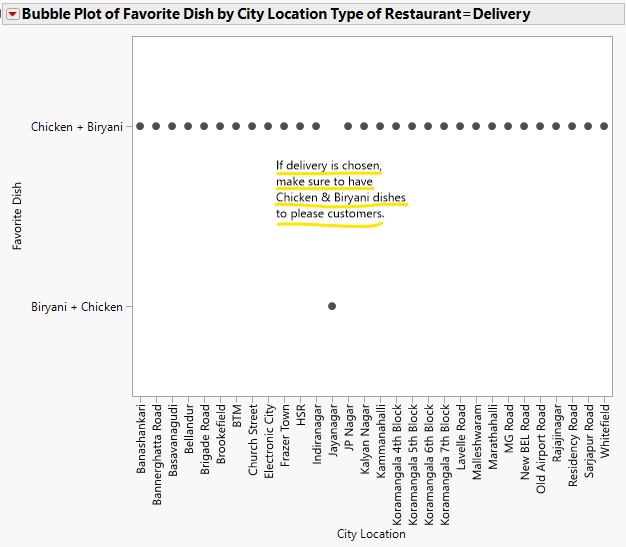 Bubble Plot of Favorite Dish by City Location Type of Restaurant=Delivery
Chicken + Biryani
If delivery is chosen,
make sure to have
Chicken & Biryani dishes
to please customers.
Favorite Dish
Biryani + Chicken
Banashankari
Bannerghatta Road
Basavanagudi
Bellandur
Brigade Road
Brookefield
BTM
Church Street
Electronic City
Frazer Town
HSR
Indiranagar
Jayanagar
JP Nagar
Kalyan Nagar
Kammanahalli
Koramangala 4th Block
Koramangala 5th Block
Koramangala 6th Block
Koramangala 7th Block
Lavelle Road
Malleshwaram
Marathahalli
MG Road
New BEL Road
Old Airport Road
Rajajinagar
Residency Road
Sarjapur Road
Whitefield
City Location